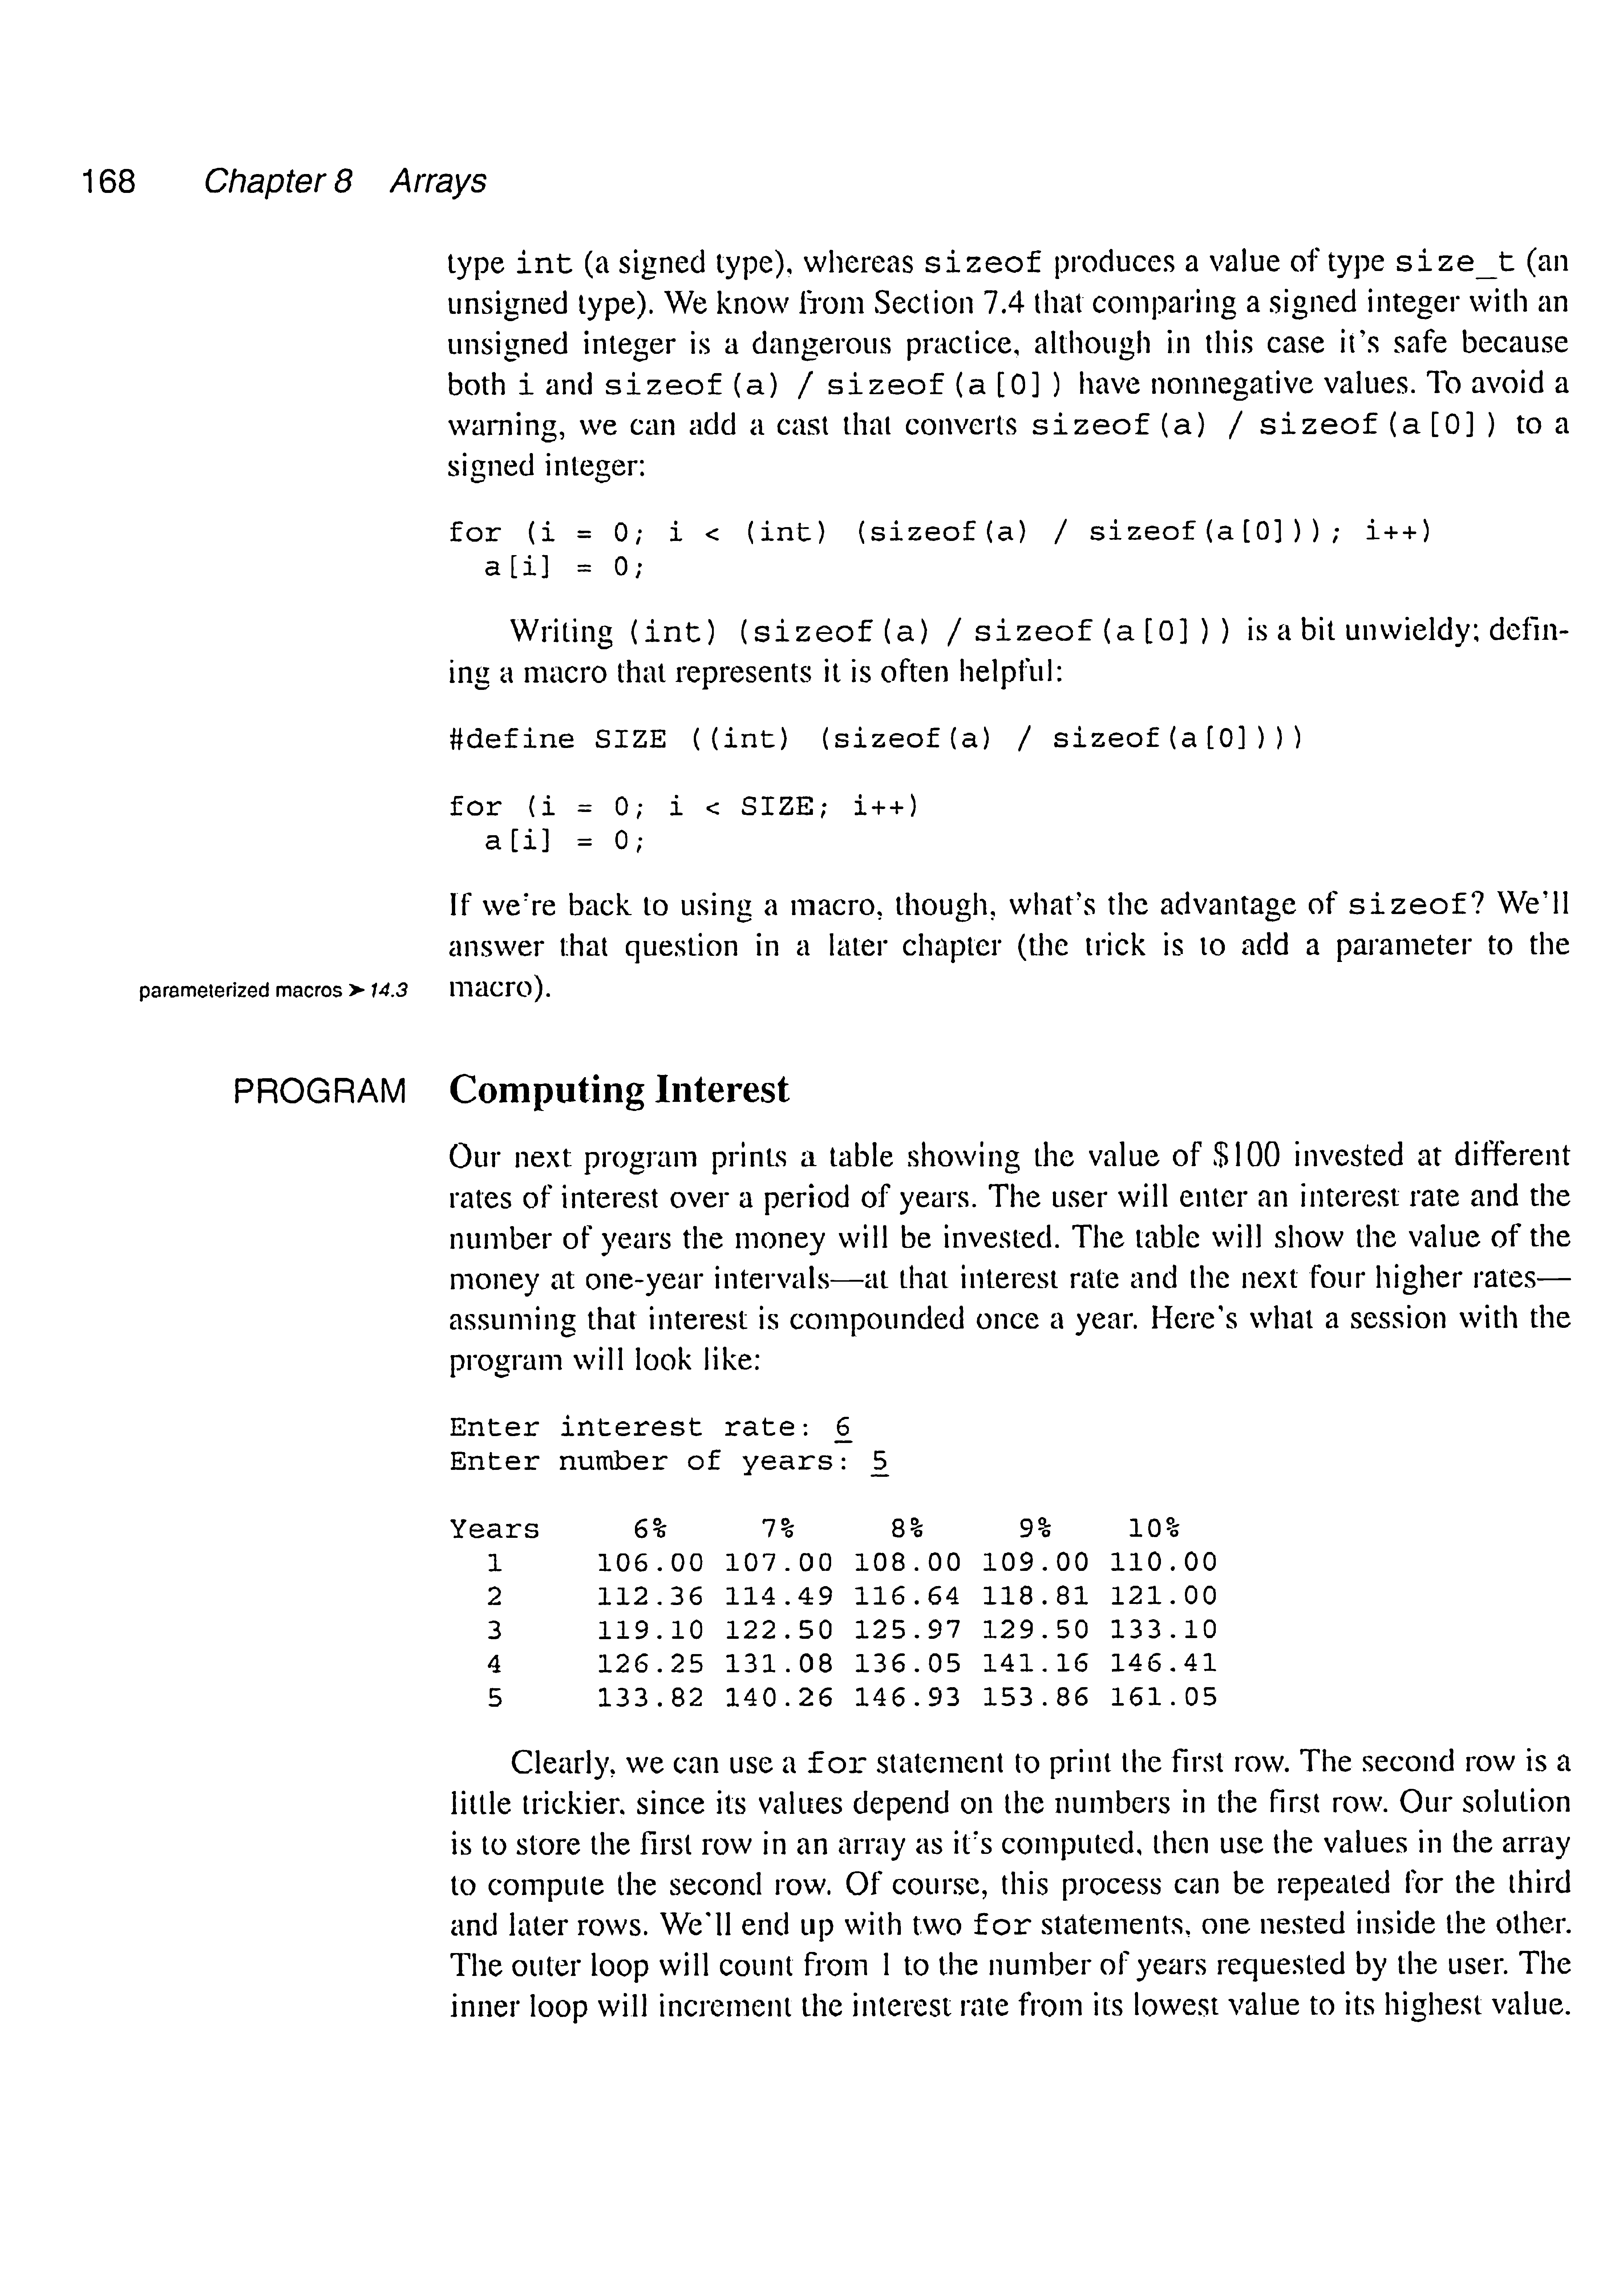 168 Chapter 8 Arrays
type int (a signed type), whereas sizeof produces a value of type size_t (an
unsigned type). We know from Section 7.4 that comparing a signed integer with an
unsigned integer is a dangerous practice, although in this case it's safe because
both i and sizeof(a) / sizeof(a[0]) have nonnegative values. To avoid a
warning, we can add a cast that converts sizeof(a) / sizeof(a[0]) to a
signed integer:
for (i = 0; i < (int) (sizeof(a) / sizeof(a[0])); i++)
  a[i] = 0;
Writing (int) (sizeof(a) / sizeof(a[0])) is a bit unwieldy; defin-
ing a macro that represents it is often helpful:
#define SIZE ((int) (sizeof(a) / sizeof(a[0])))
for (i = 0; i < SIZE; i++)
  a[i] = 0;
If we're back to using a macro, though, what's the advantage of sizeof? We'll
answer that question in a later chapter (the trick is to add a parameter to the
parameterized macros ➤ 14.3 macro).
PROGRAM Computing Interest
Our next program prints a table showing the value of $100 invested at different
rates of interest over a period of years. The user will enter an interest rate and the
number of years the money will be invested. The table will show the value of the
money at one-year intervals—at that interest rate and the next four higher rates—
assuming that interest is compounded once a year. Here's what a session with the
program will look like:
Enter interest rate: 6
Enter number of years: 5
Years 6% 7% 8% 9% 10%
1 106.00 107.00 108.00 109.00 110.00
2 112.36 114.49 116.64 118.81 121.00
3 119.10 122.50 125.97 129.50 133.10
4 126.25 131.08 136.05 141.16 146.41
5 133.82 140.26 146.93 153.86 161.05
Clearly, we can use a for statement to print the first row. The second row is a
little trickier, since its values depend on the numbers in the first row. Our solution
is to store the first row in an array as it's computed, then use the values in the array
to compute the second row. Of course, this process can be repeated for the third
and later rows. We'll end up with two for statements, one nested inside the other.
The outer loop will count from 1 to the number of years requested by the user. The
inner loop will increment the interest rate from its lowest value to its highest value.